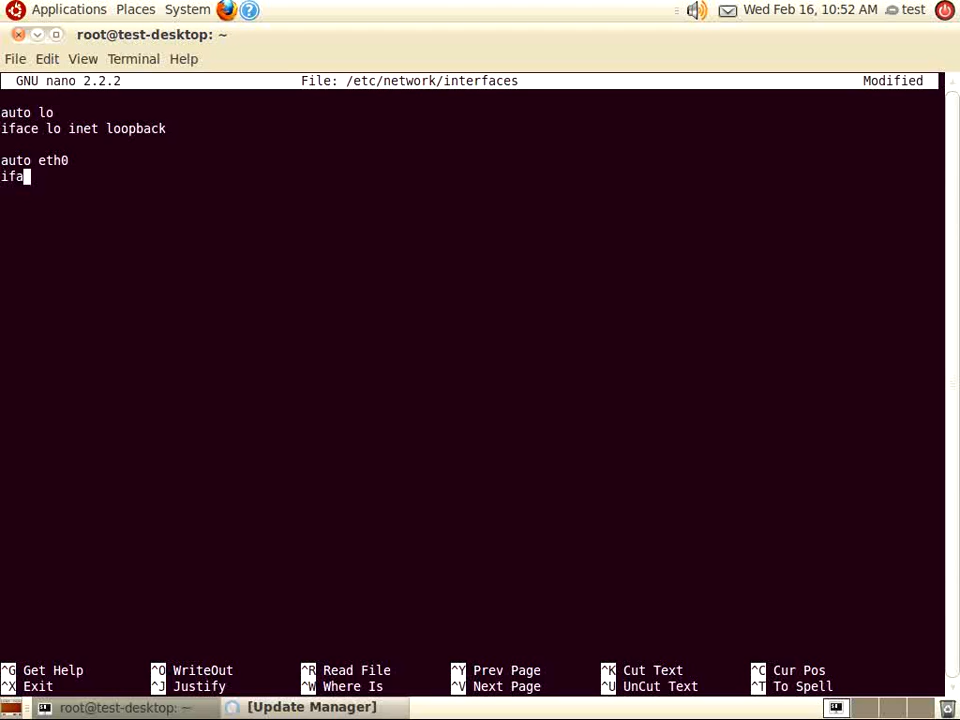 Applications Places System Wed Feb 16, 10:52 AM test
root@test-desktop: ~
File Edit View Terminal Help
GNU nano 2.2.2 File: /etc/network/interfaces Modified
auto lo
iface lo inet loopback
auto eth0
ifa
^G Get Help ^O WriteOut ^R Read File ^Y Prev Page ^K Cut Text ^C Cur Pos
^X Exit ^J Justify ^W Where Is ^V Next Page ^U UnCut Text ^T To Spell
root@test-desktop: ~ [Update Manager]